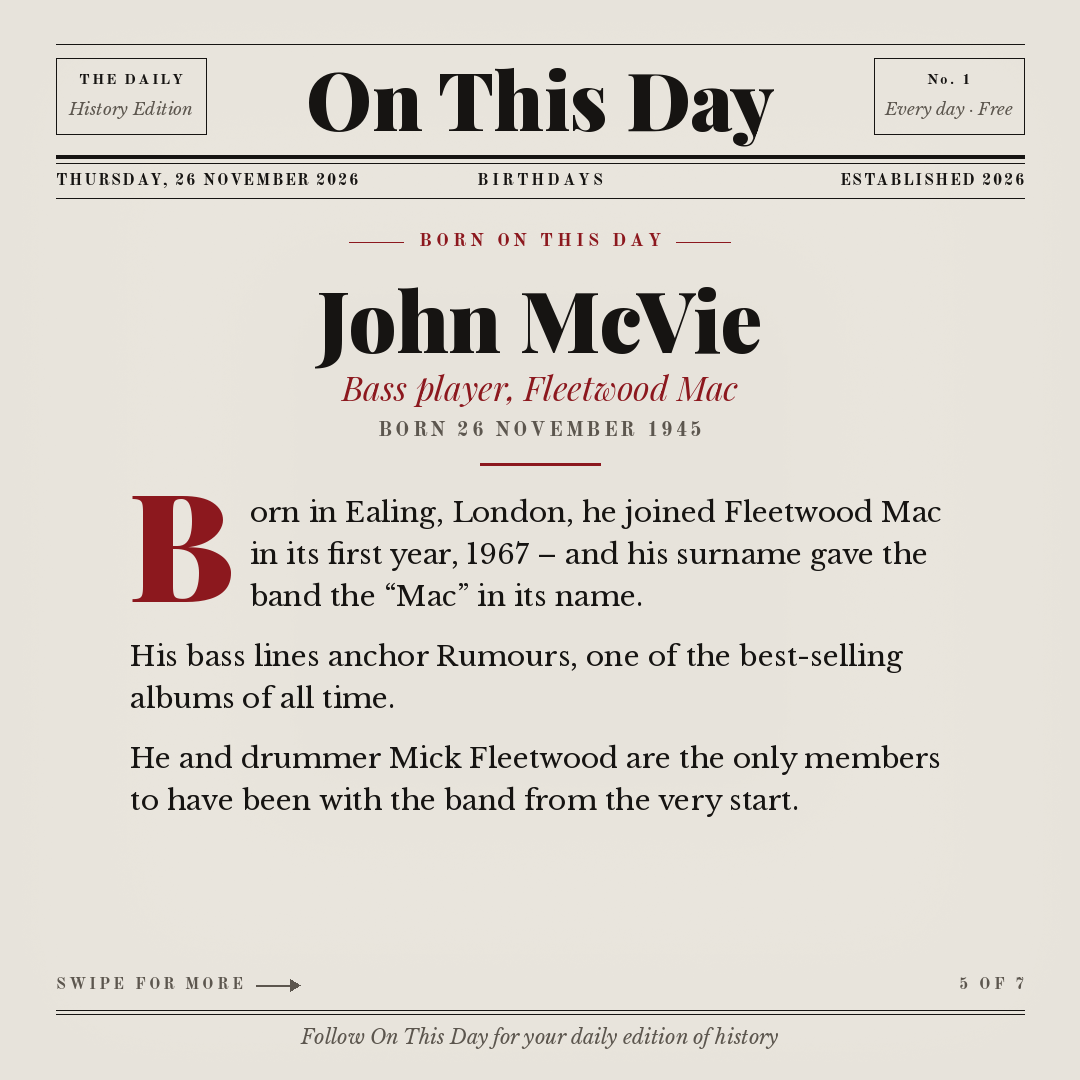 THE DAILY
History Edition
On This Day
No. 1
Every day · Free
THURSDAY, 26 NOVEMBER 2026
BIRTHDAYS
ESTABLISHED 2026
BORN ON THIS DAY
John McVie
Bass player, Fleetwood Mac
BORN 26 NOVEMBER 1945
Born in Ealing, London, he joined Fleetwood Mac
in its first year, 1967 – and his surname gave the
band the “Mac” in its name.
His bass lines anchor Rumours, one of the best-selling
albums of all time.
He and drummer Mick Fleetwood are the only members
to have been with the band from the very start.
SWIPE FOR MORE
5 OF 7
Follow On This Day for your daily edition of history